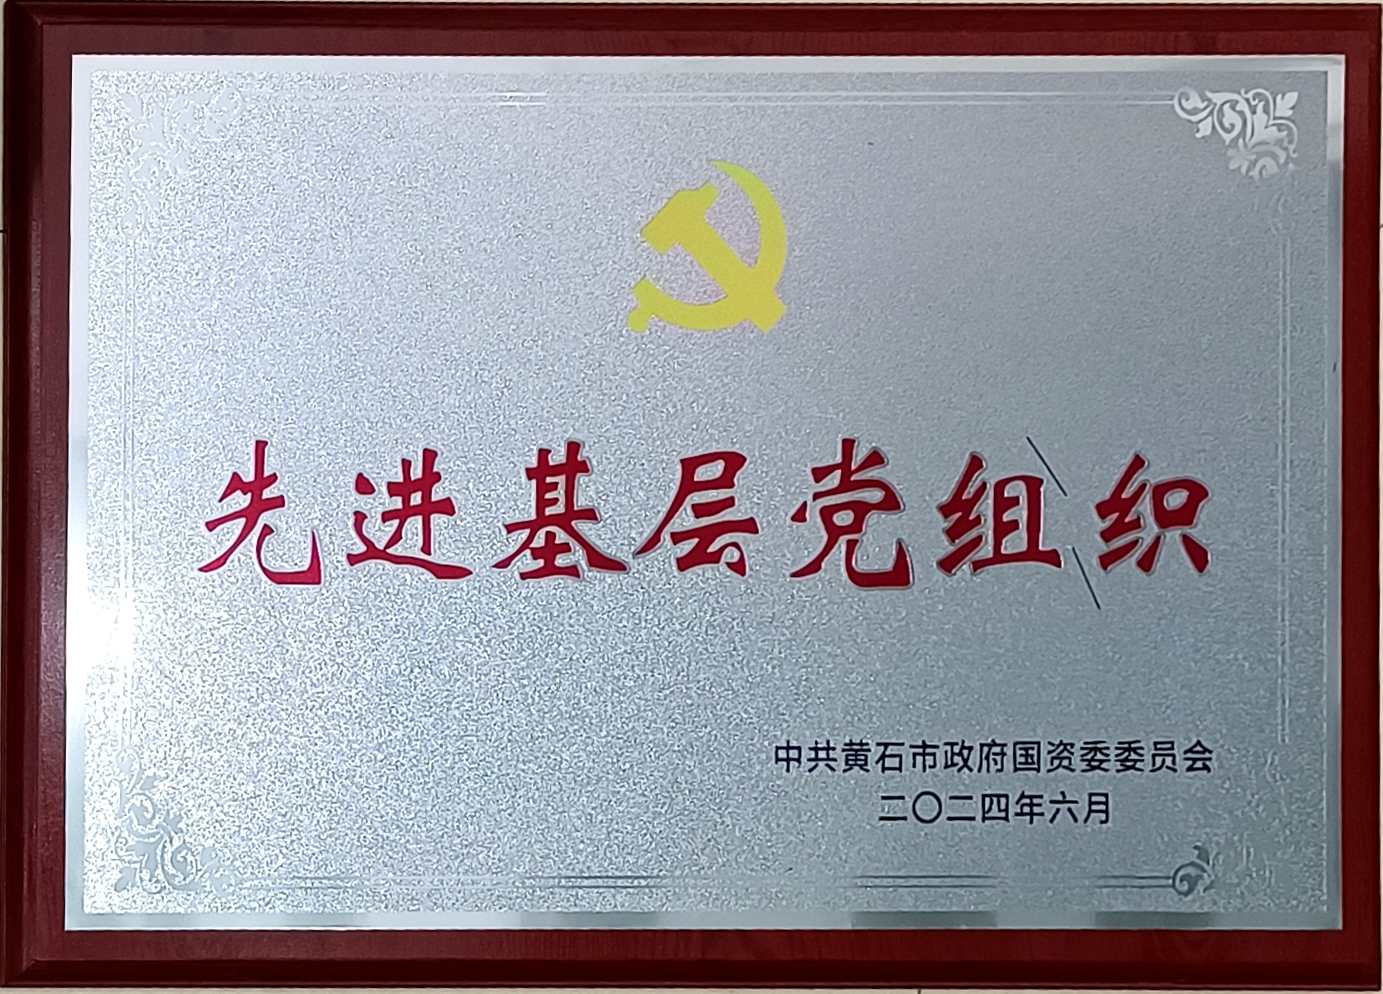 先进基层党组织
中共黄石市政府国资委委员会
二〇二四年六月